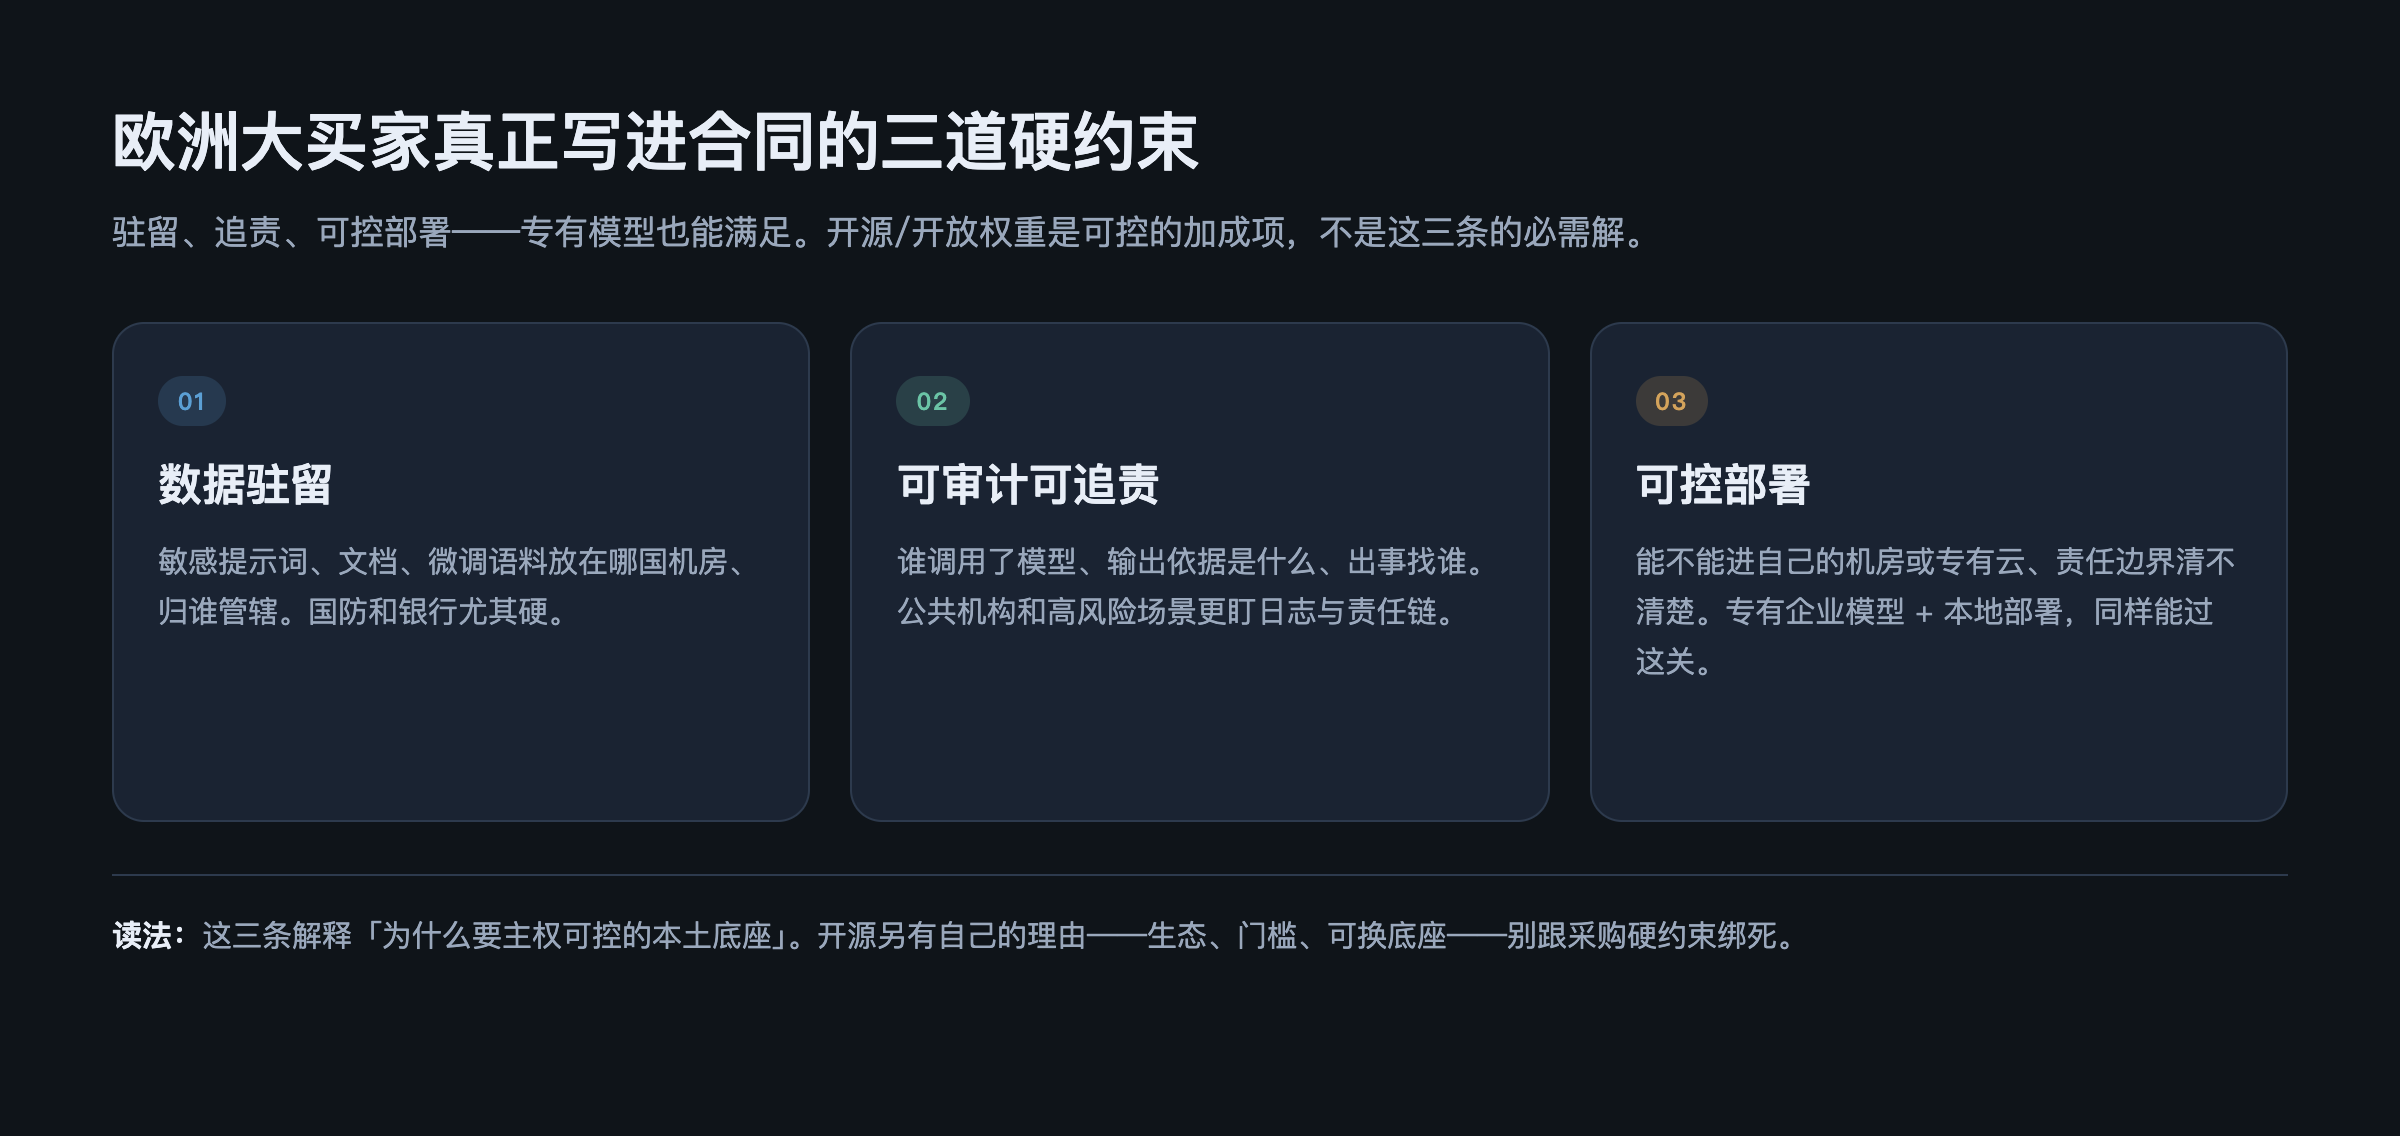 欧洲大买家真正写进合同的三道硬约束
驻留、追责、可控部署——专有模型也能满足。开源/开放权重是可控的加成项，不是这三条的必需解。
01
数据驻留
敏感提示词、文档、微调语料放在哪国机房、
归谁管辖。国防和银行尤其硬。
02
可审计可追责
谁调用了模型、输出依据是什么、出事找谁。
公共机构和高风险场景更盯日志与责任链。
03
可控部署
能不能进自己的机房或专有云、责任边界清不
清楚。专有企业模型 + 本地部署，同样能过
这关。
读法：这三条解释「为什么要主权可控的本土底座」。开源另有自己的理由——生态、门槛、可换底座——别跟采购硬约束绑死。